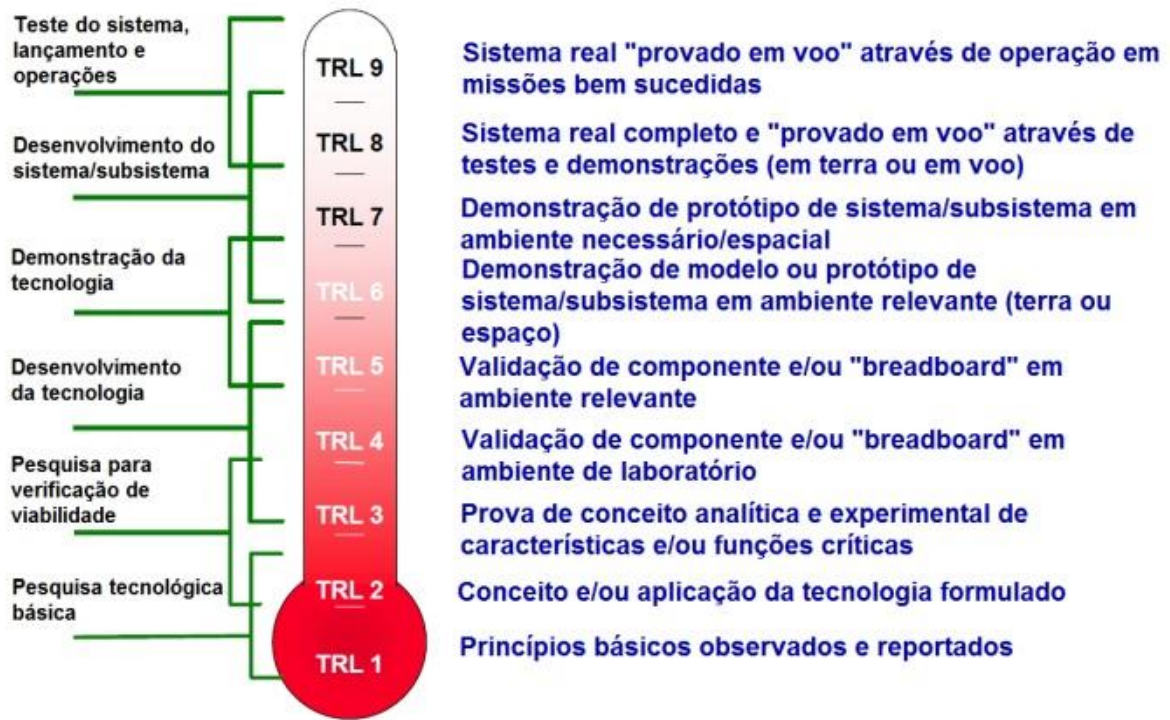 Teste do sistema,
lançamento e
operações
Desenvolvimento do
sistema/subsistema
Demonstração da
tecnologia
Desenvolvimento
da tecnologia
Pesquisa para
verificação de
viabilidade
Pesquisa tecnológica
básica
TRL 9
TRL 8
TRL 7
TRL 6
TRL 5
TRL 4
TRL 3
TRL 2
TRL 1
Sistema real "provado em voo" através de operação em
missões bem sucedidas
Sistema real completo e "provado em voo" através de
testes e demonstrações (em terra ou em voo)
Demonstração de protótipo de sistema/subsistema em
ambiente necessário/espacial
Demonstração de modelo ou protótipo de
sistema/subsistema em ambiente relevante (terra ou
espaço)
Validação de componente e/ou "breadboard" em
ambiente relevante
Validação de componente e/ou "breadboard" em
ambiente de laboratório
Prova de conceito analítica e experimental de
características e/ou funções críticas
Conceito e/ou aplicação da tecnologia formulado
Princípios básicos observados e reportados